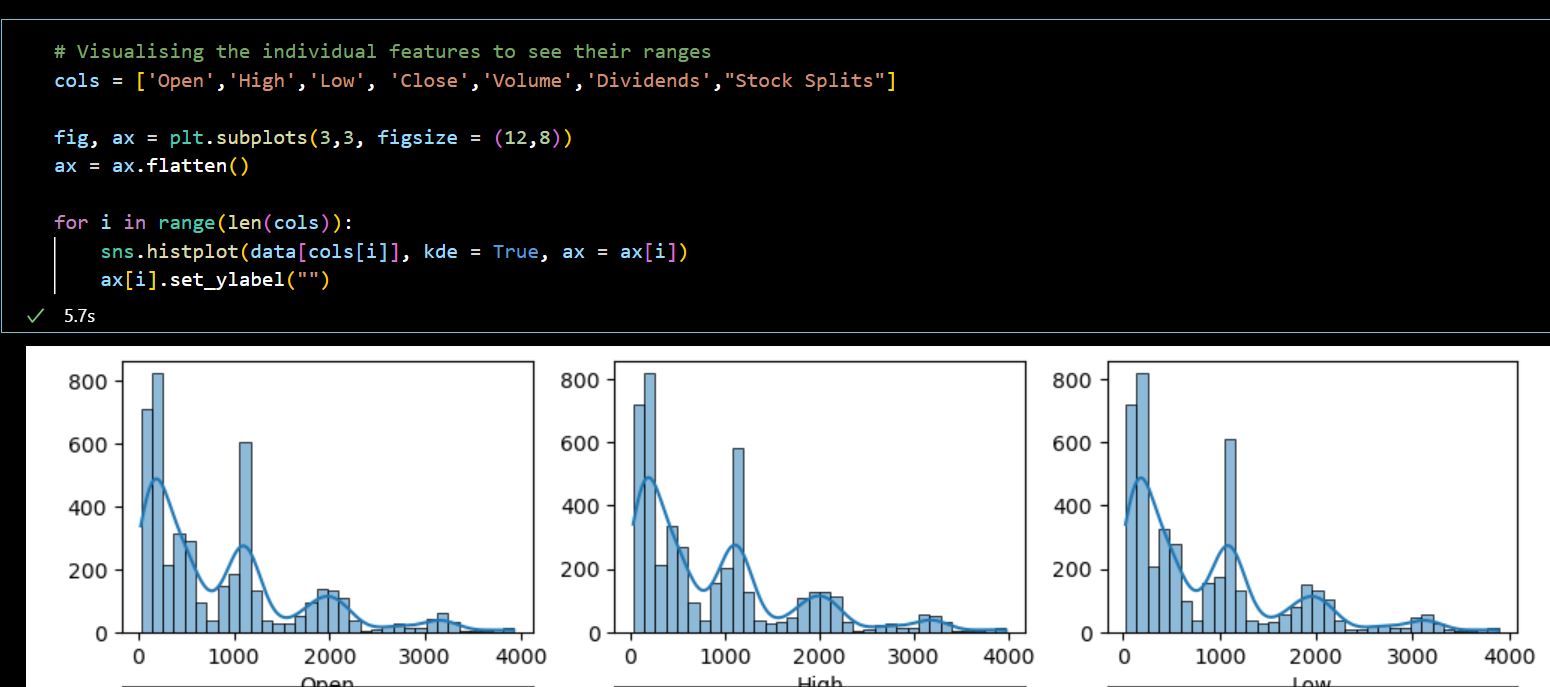 # Visualising the individual features to see their ranges
cols = ['Open','High','Low', 'Close','Volume','Dividends',"Stock Splits"]
fig, ax = plt.subplots(3,3, figsize = (12,8))
ax = ax.flatten()
for i in range(len(cols)):
    sns.histplot(data[cols[i]], kde = True, ax = ax[i])
    ax[i].set_ylabel("")
5.7s
800
600
400
200
0
0 1000 2000 3000 4000
Open
800
600
400
200
0
0 1000 2000 3000 4000
High
800
600
400
200
0
0 1000 2000 3000 4000
Low